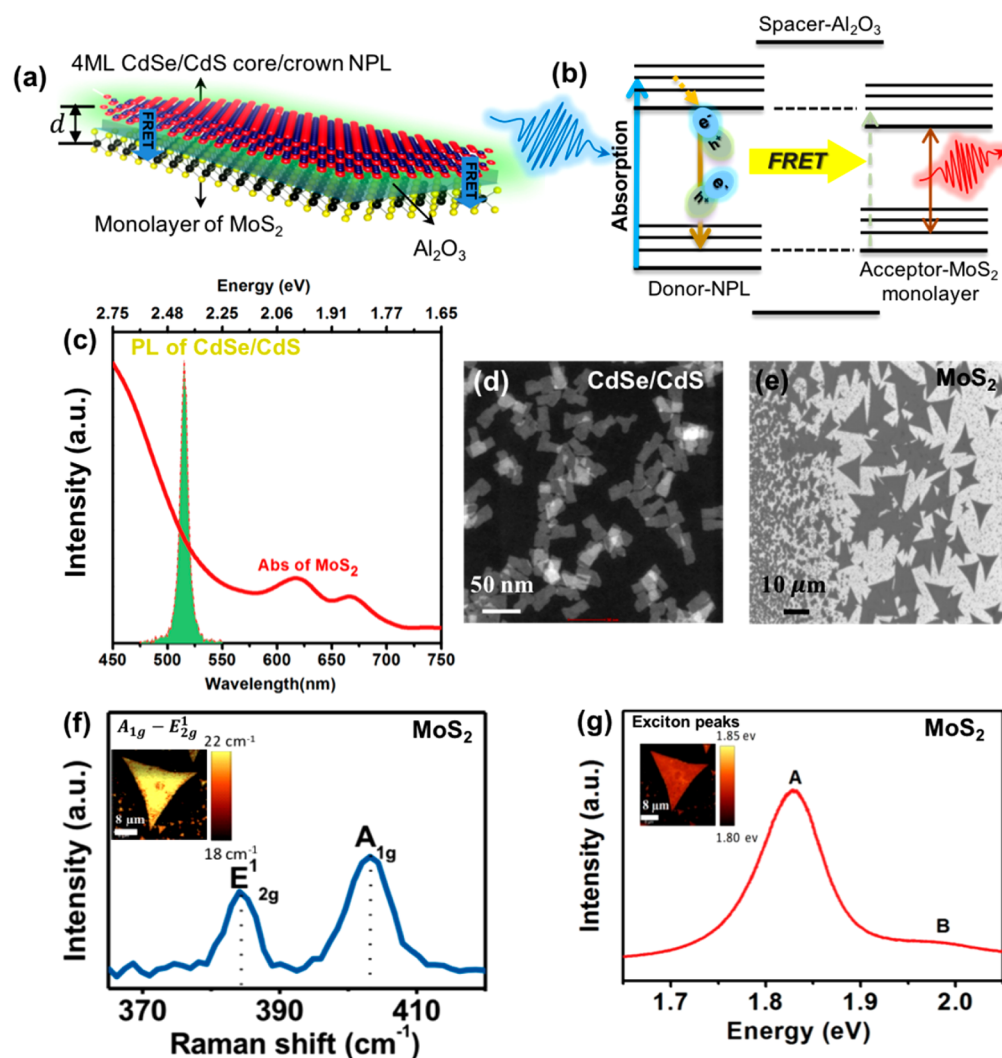 (a)
4ML CdSe/CdS core/crown NPL
d
FRET
FRET
Monolayer of MoS₂
Al₂O₃
(b)
Spacer-Al₂O₃
Absorption
e⁻
h⁺
h⁺
e⁻
FRET
Donor-NPL
Acceptor-MoS₂
monolayer
Energy (eV)
2.75 2.48 2.25 2.06 1.91 1.77 1.65
(c)
PL of CdSe/CdS
Intensity (a.u.)
Abs of MoS₂
450 500 550 600 650 700 750
Wavelength(nm)
(d)
CdSe/CdS
50 nm
(e)
MoS₂
10 μm
(f)
A₁g − E¹₂g
22 cm⁻¹
18 cm⁻¹
8 μm
MoS₂
E¹₂g
A₁g
Intensity (a.u.)
370 390 410
Raman shift (cm⁻¹)
(g)
Exciton peaks
1.85 ev
1.80 ev
8 μm
MoS₂
A
B
Intensity (a.u.)
1.7 1.8 1.9 2.0
Energy (eV)